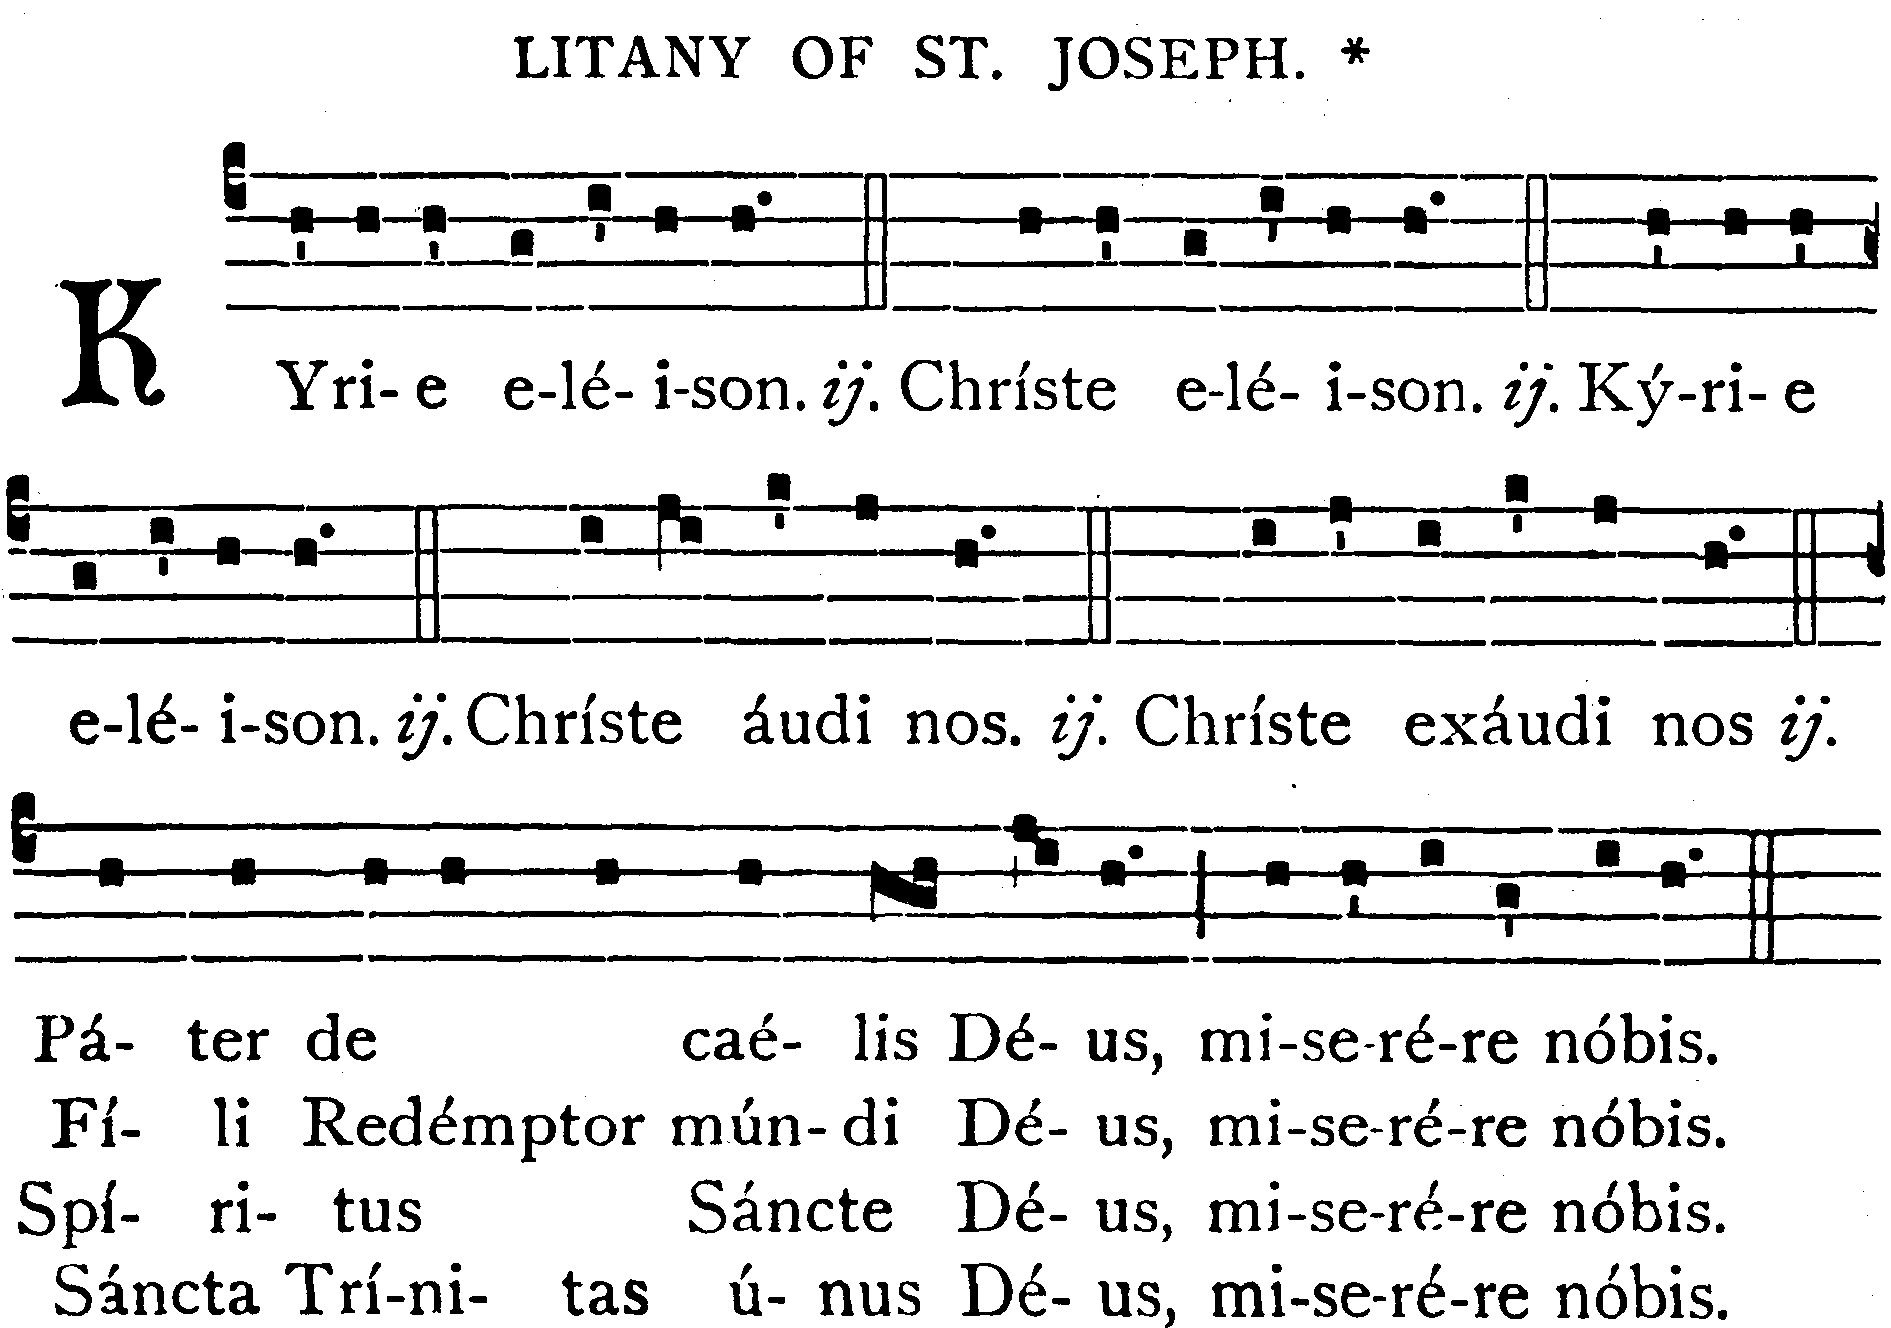 LITANY OF ST. JOSEPH. *
KYri- e e-lé- i-son. ij. Chríste e-lé- i-son. ij. Ký-ri- e
e-lé- i-son. ij. Chríste áudi nos. ij. Chríste exáudi nos ij.
Pá- ter de caé- lis Dé- us, mi-se-ré-re nóbis.
Fí- li Redémptor mún- di Dé- us, mi-se-ré-re nóbis.
Spí- ri- tus Sáncte Dé- us, mi-se-ré-re nóbis.
Sáncta Trí-ni- tas ú- nus Dé- us, mi-se-ré-re nóbis.